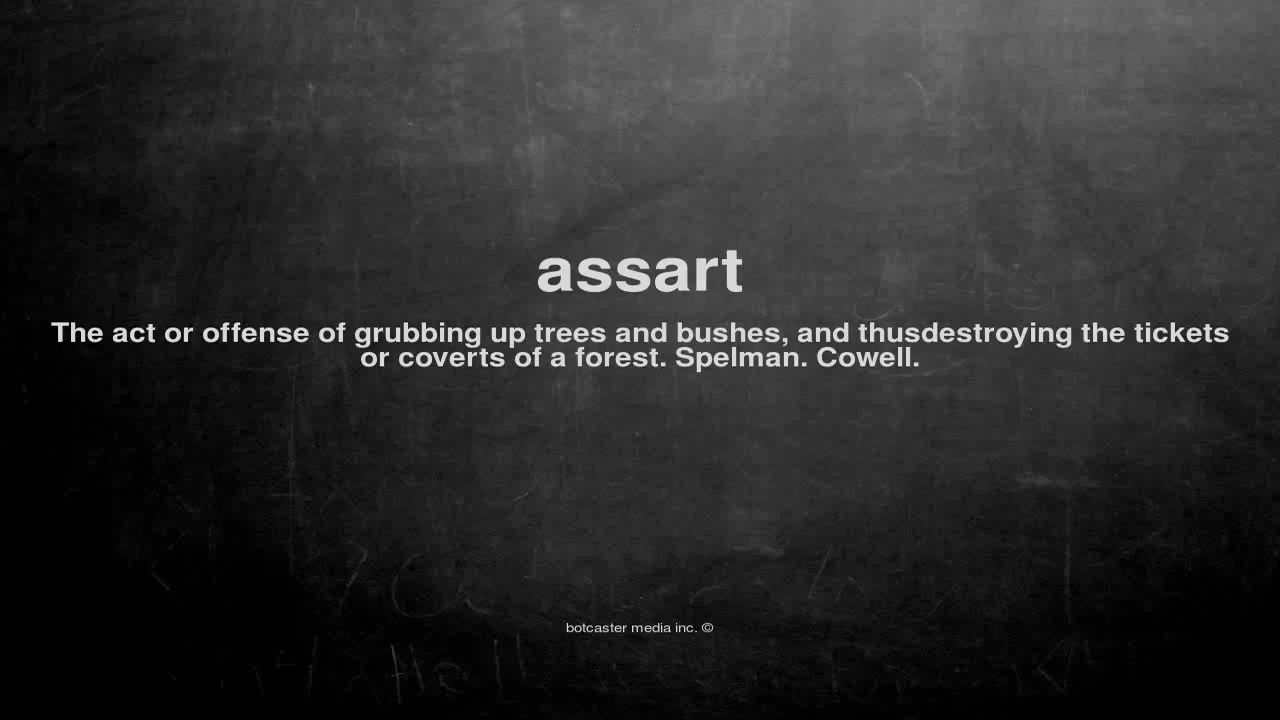 assart
The act or offense of grubbing up trees and bushes, and thusdestroying the tickets
or coverts of a forest. Spelman. Cowell.
botcaster media inc. ©